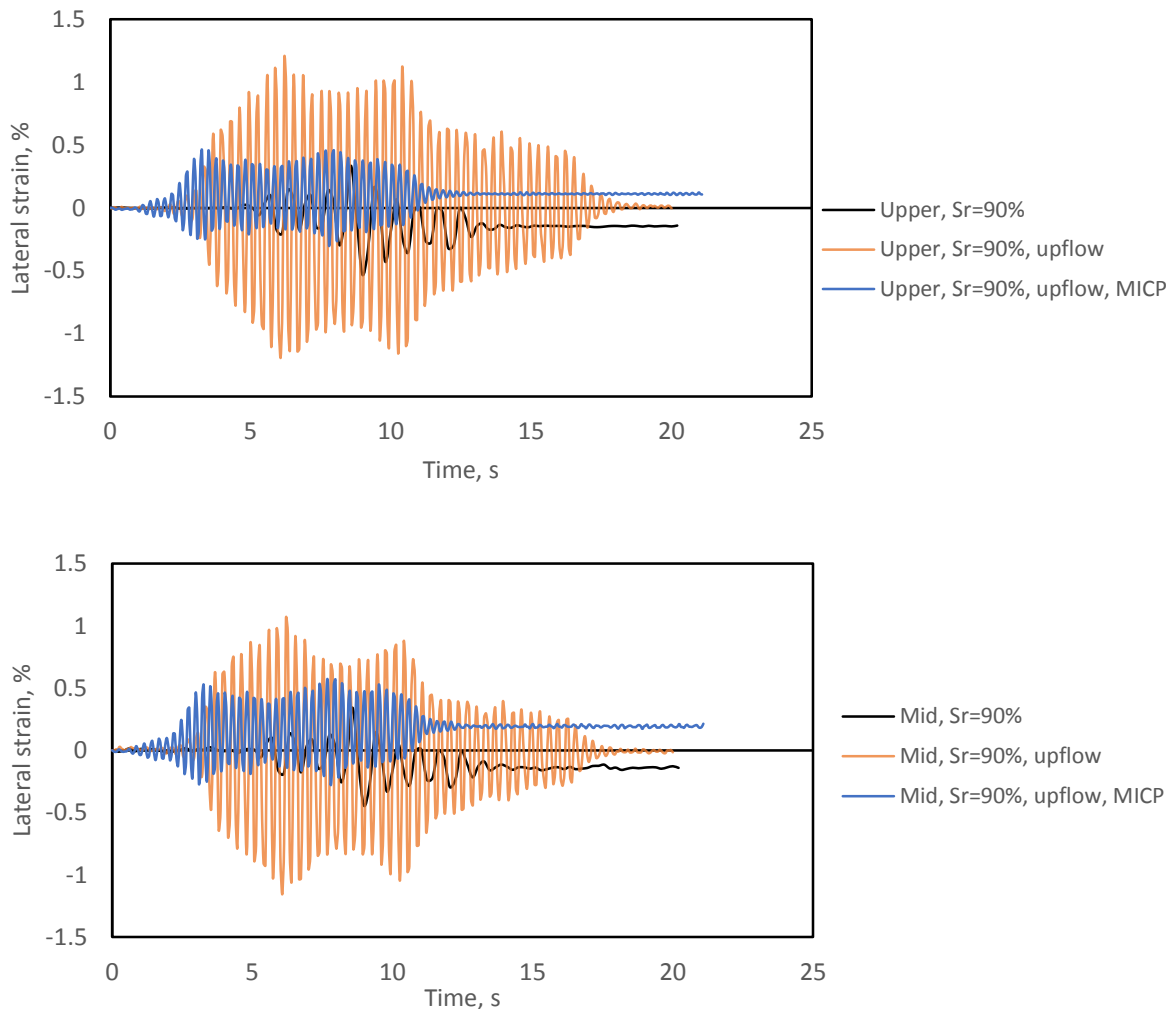 1.5
1
0.5
0
-0.5
-1
-1.5
Lateral strain, %
0 5 10 15 20 25
Time, s
Upper, Sr=90%
Upper, Sr=90%, upflow
Upper, Sr=90%, upflow, MICP
1.5
1
0.5
0
-0.5
-1
-1.5
Lateral strain, %
0 5 10 15 20 25
Time, s
Mid, Sr=90%
Mid, Sr=90%, upflow
Mid, Sr=90%, upflow, MICP